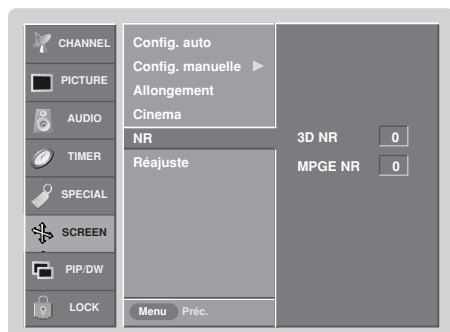 CHANNEL
PICTURE
AUDIO
TIMER
SPECIAL
SCREEN
PIP/DW
LOCK
Config. auto
Config. manuelle
Allongement
Cinema
NR
Réajuste
Menu Préc.
3D NR 0
MPGE NR 0